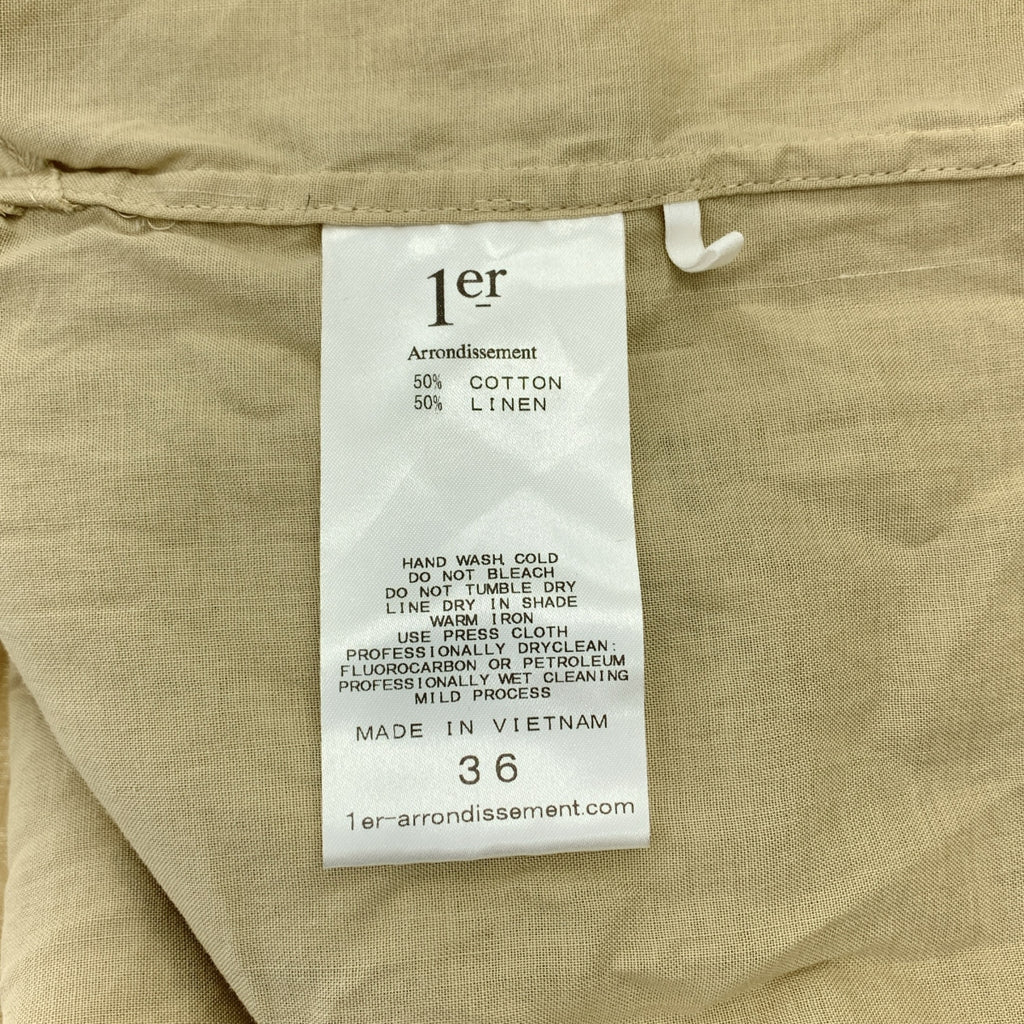 1er
Arrondissement
50% COTTON
50% LINEN
HAND WASH, COLD
DO NOT BLEACH
DO NOT TUMBLE DRY
LINE DRY IN SHADE
WARM IRON
USE PRESS CLOTH
PROFESSIONALLY DRYCLEAN:
FLUOROCARBON OR PETROLEUM
PROFESSIONALLY WET CLEANING
MILD PROCESS
MADE IN VIETNAM
36
1er-arrondissement.com